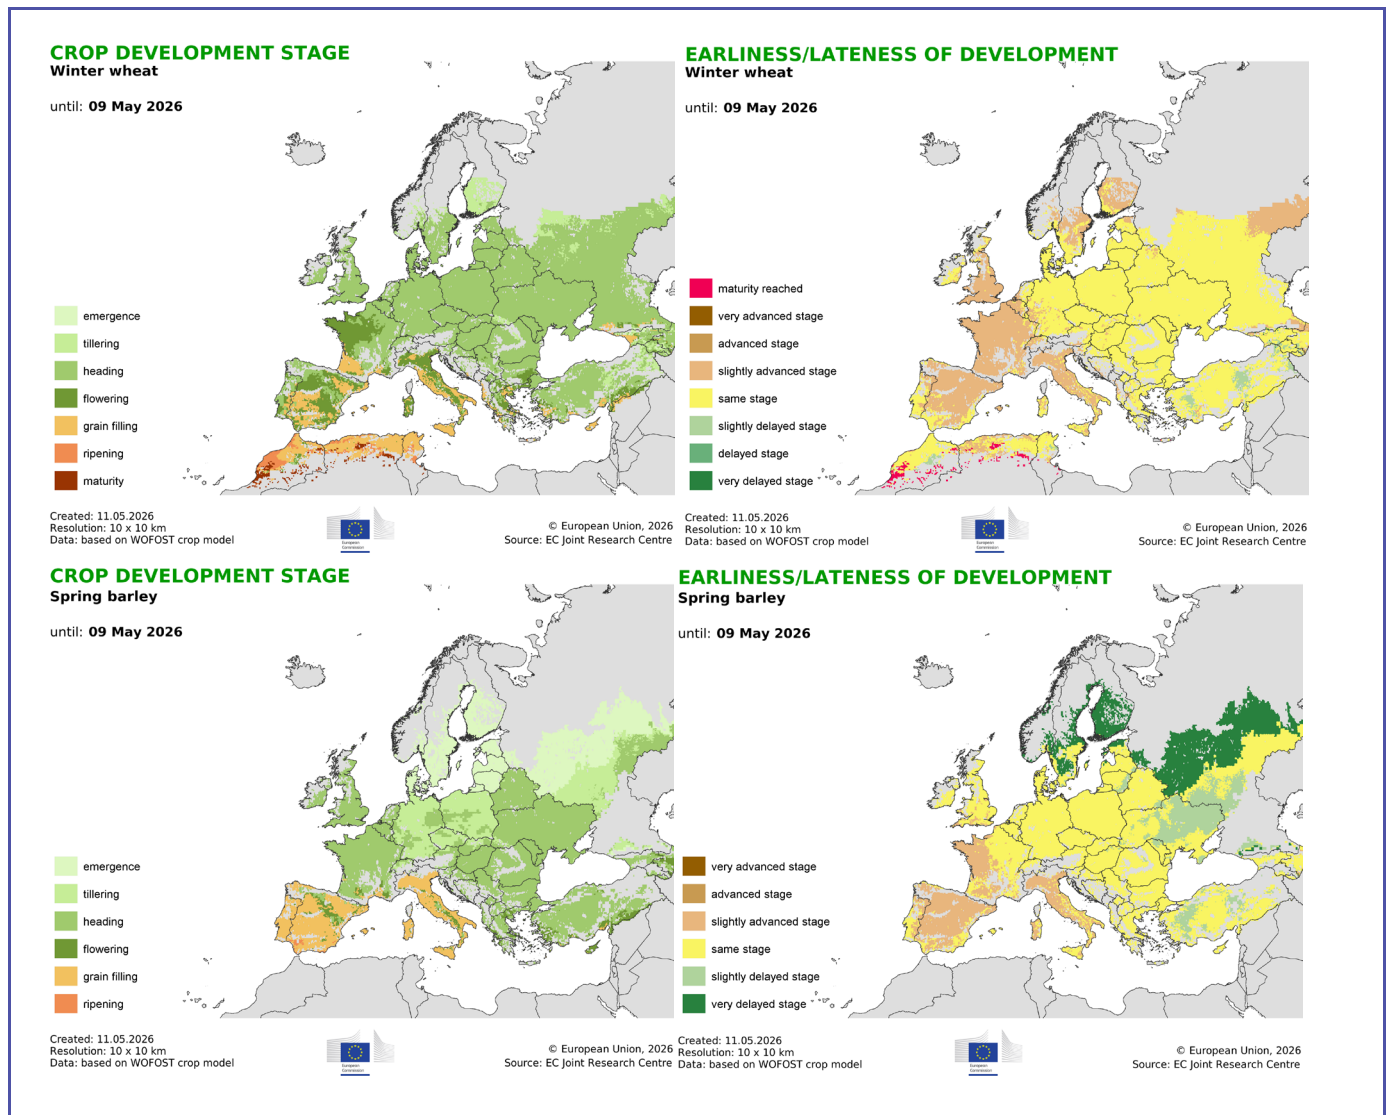 CROP DEVELOPMENT STAGE
Winter wheat
until: 09 May 2026
emergence
tillering
heading
flowering
grain filling
ripening
maturity
Created: 11.05.2026
Resolution: 10 x 10 km
Data: based on WOFOST crop model
European
Commission
© European Union, 2026
Source: EC Joint Research Centre
EARLINESS/LATENESS OF DEVELOPMENT
Winter wheat
until: 09 May 2026
maturity reached
very advanced stage
advanced stage
slightly advanced stage
same stage
slightly delayed stage
delayed stage
very delayed stage
Created: 11.05.2026
Resolution: 10 x 10 km
Data: based on WOFOST crop model
European
Commission
© European Union, 2026
Source: EC Joint Research Centre
CROP DEVELOPMENT STAGE
Spring barley
until: 09 May 2026
emergence
tillering
heading
flowering
grain filling
ripening
Created: 11.05.2026
Resolution: 10 x 10 km
Data: based on WOFOST crop model
European
Commission
© European Union, 2026
Source: EC Joint Research Centre
EARLINESS/LATENESS OF DEVELOPMENT
Spring barley
until: 09 May 2026
very advanced stage
advanced stage
slightly advanced stage
same stage
slightly delayed stage
very delayed stage
Created: 11.05.2026
Resolution: 10 x 10 km
Data: based on WOFOST crop model
European
Commission
© European Union, 2026
Source: EC Joint Research Centre